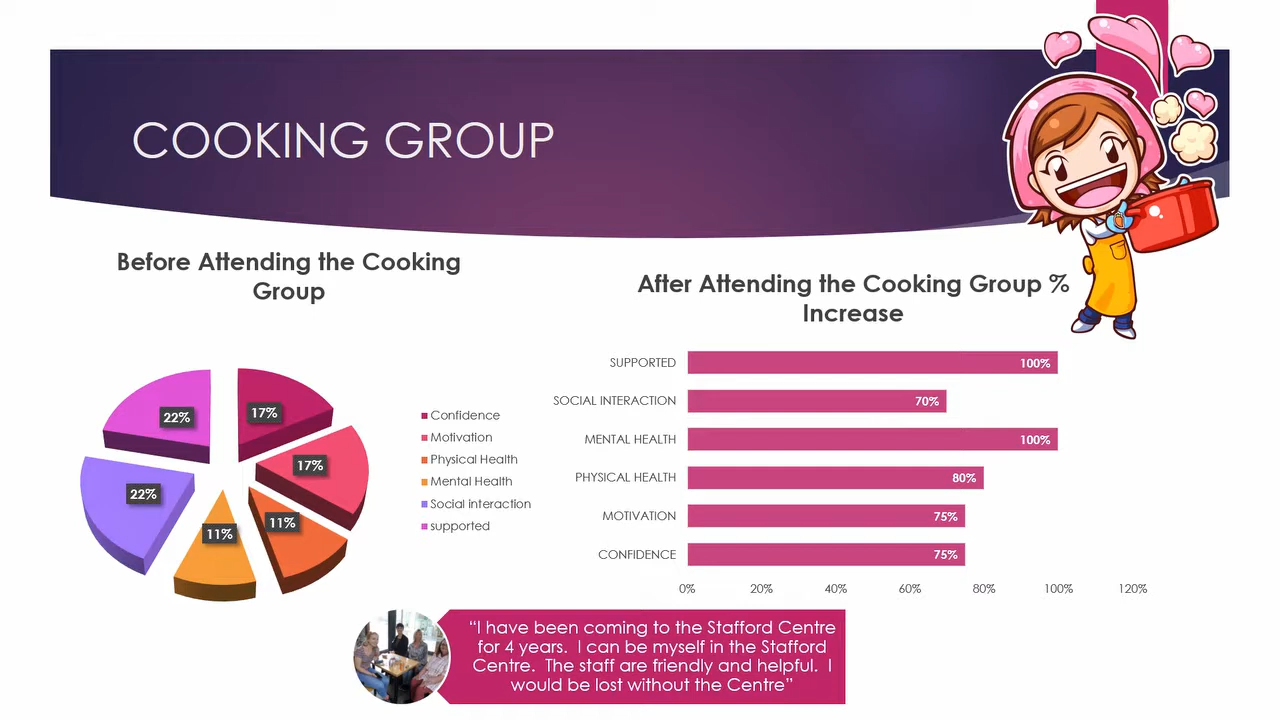 COOKING GROUP
Before Attending the Cooking
Group
22%
17%
17%
22%
11%
11%
Confidence
Motivation
Physical Health
Mental Health
Social interaction
supported
After Attending the Cooking Group %
Increase
SUPPORTED 100%
SOCIAL INTERACTION 70%
MENTAL HEALTH 100%
PHYSICAL HEALTH 80%
MOTIVATION 75%
CONFIDENCE 75%
0% 20% 40% 60% 80% 100% 120%
“I have been coming to the Stafford Centre
for 4 years. I can be myself in the Stafford
Centre. The staff are friendly and helpful. I
would be lost without the Centre”